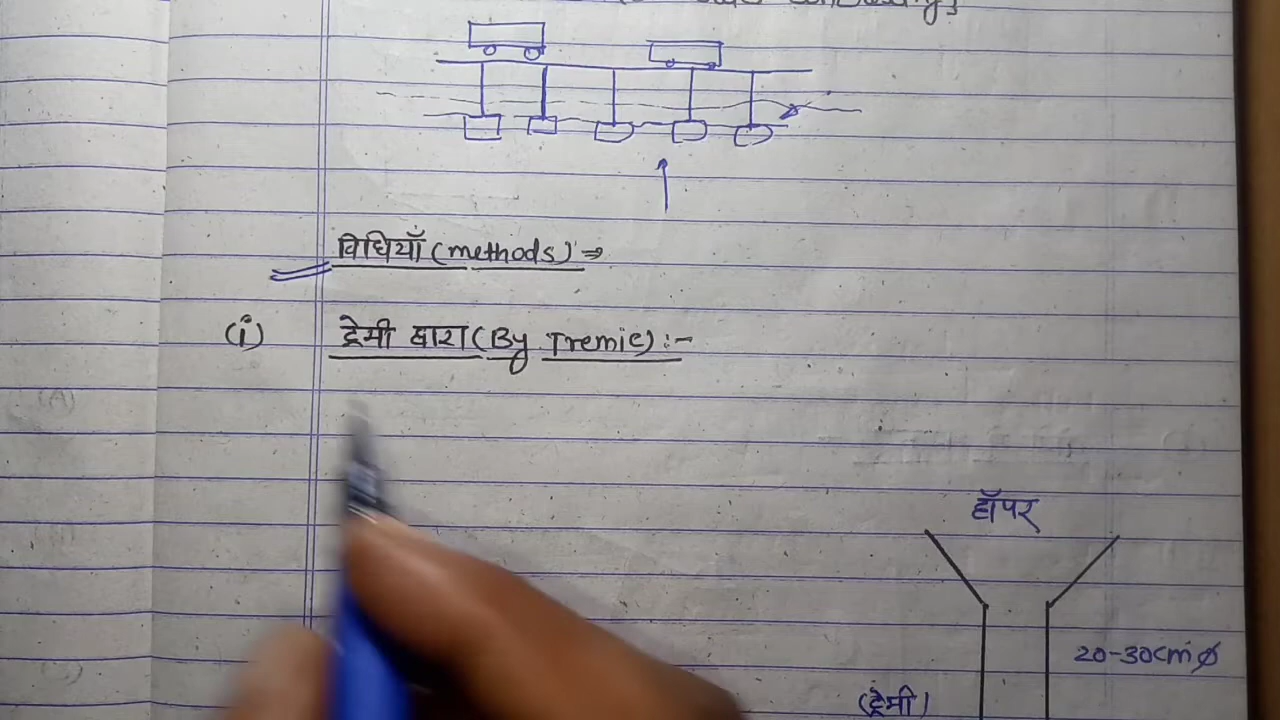 विधियाँ (methods) ⇒
(i) ट्रेमी द्वारा (By Tremie) :-
हॉपर
20-30cm ϕ
(ट्रेमी)